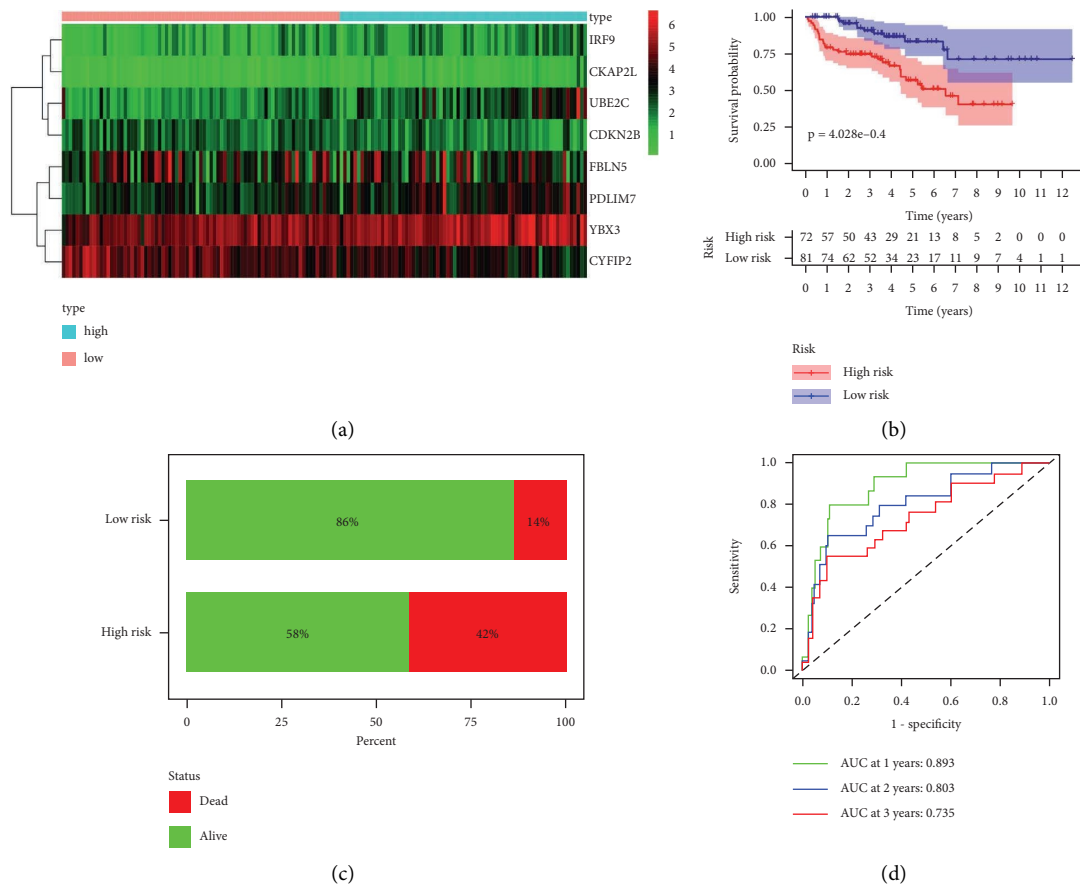 type
IRF9
CKAP2L
UBE2C
CDKN2B
FBLN5
PDLIM7
YBX3
CYFIP2
6
5
4
3
2
1
type
high
low
(a)
1.00
0.75
0.50
0.25
0.00
Survival probability
p = 4.028e–0.4
0 1 2 3 4 5 6 7 8 9 10 11 12
Time (years)
Risk
High risk 72 57 50 43 29 21 13 8 5 2 0 0 0
Low risk 81 74 62 52 34 23 17 11 9 7 4 1 1
0 1 2 3 4 5 6 7 8 9 10 11 12
Time (years)
Risk
High risk
Low risk
(b)
Low risk 86% 14%
High risk 58% 42%
0 25 50 75 100
Percent
Status
Dead
Alive
(c)
1.0
0.8
0.6
0.4
0.2
0.0
Sensitivity
0.0 0.2 0.4 0.6 0.8 1.0
1 - specificity
AUC at 1 years: 0.893
AUC at 2 years: 0.803
AUC at 3 years: 0.735
(d)